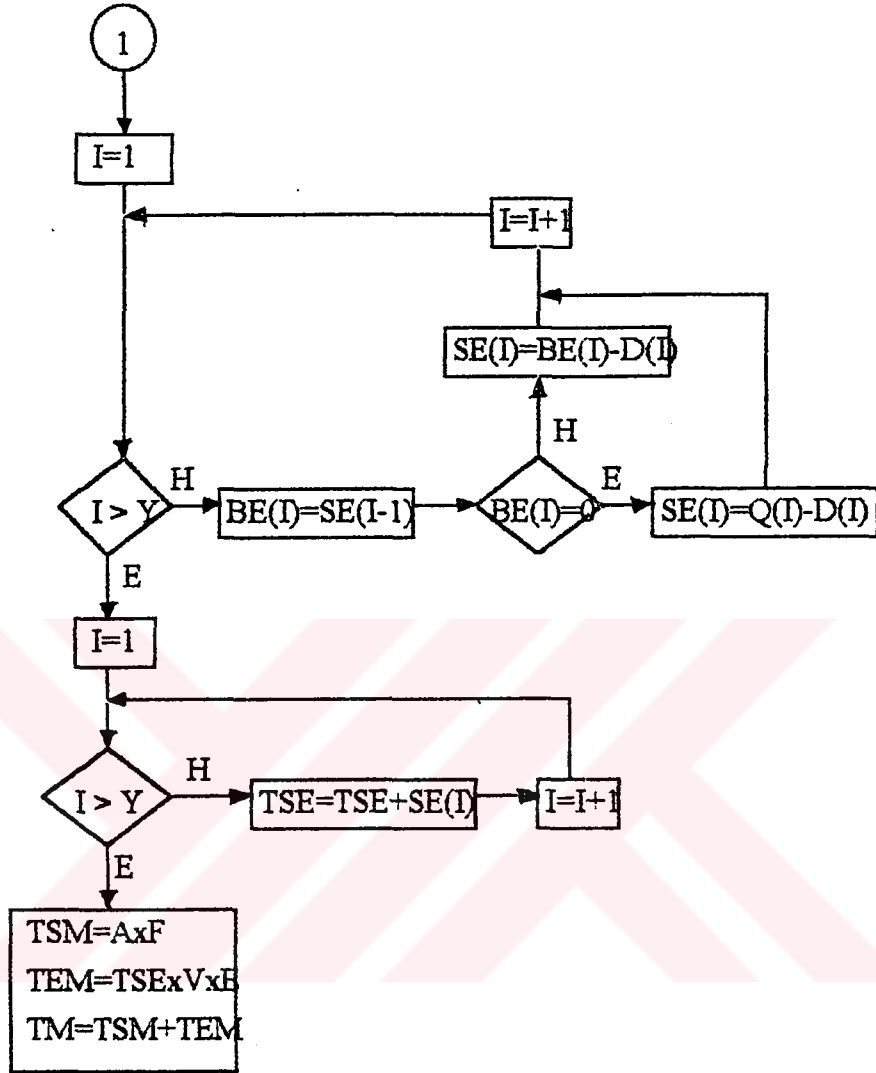 1
I=1
I=I+1
SE(I)=BE(I)-D(I)
H
I > Y
H
BE(I)=SE(I-1)
BE(I)=0
E
SE(I)=Q(I)-D(I)
E
I=1
I > Y
H
TSE=TSE+SE(I)
I=I+1
E
TSM=AxF
TEM=TSExVxE
TM=TSM+TEM